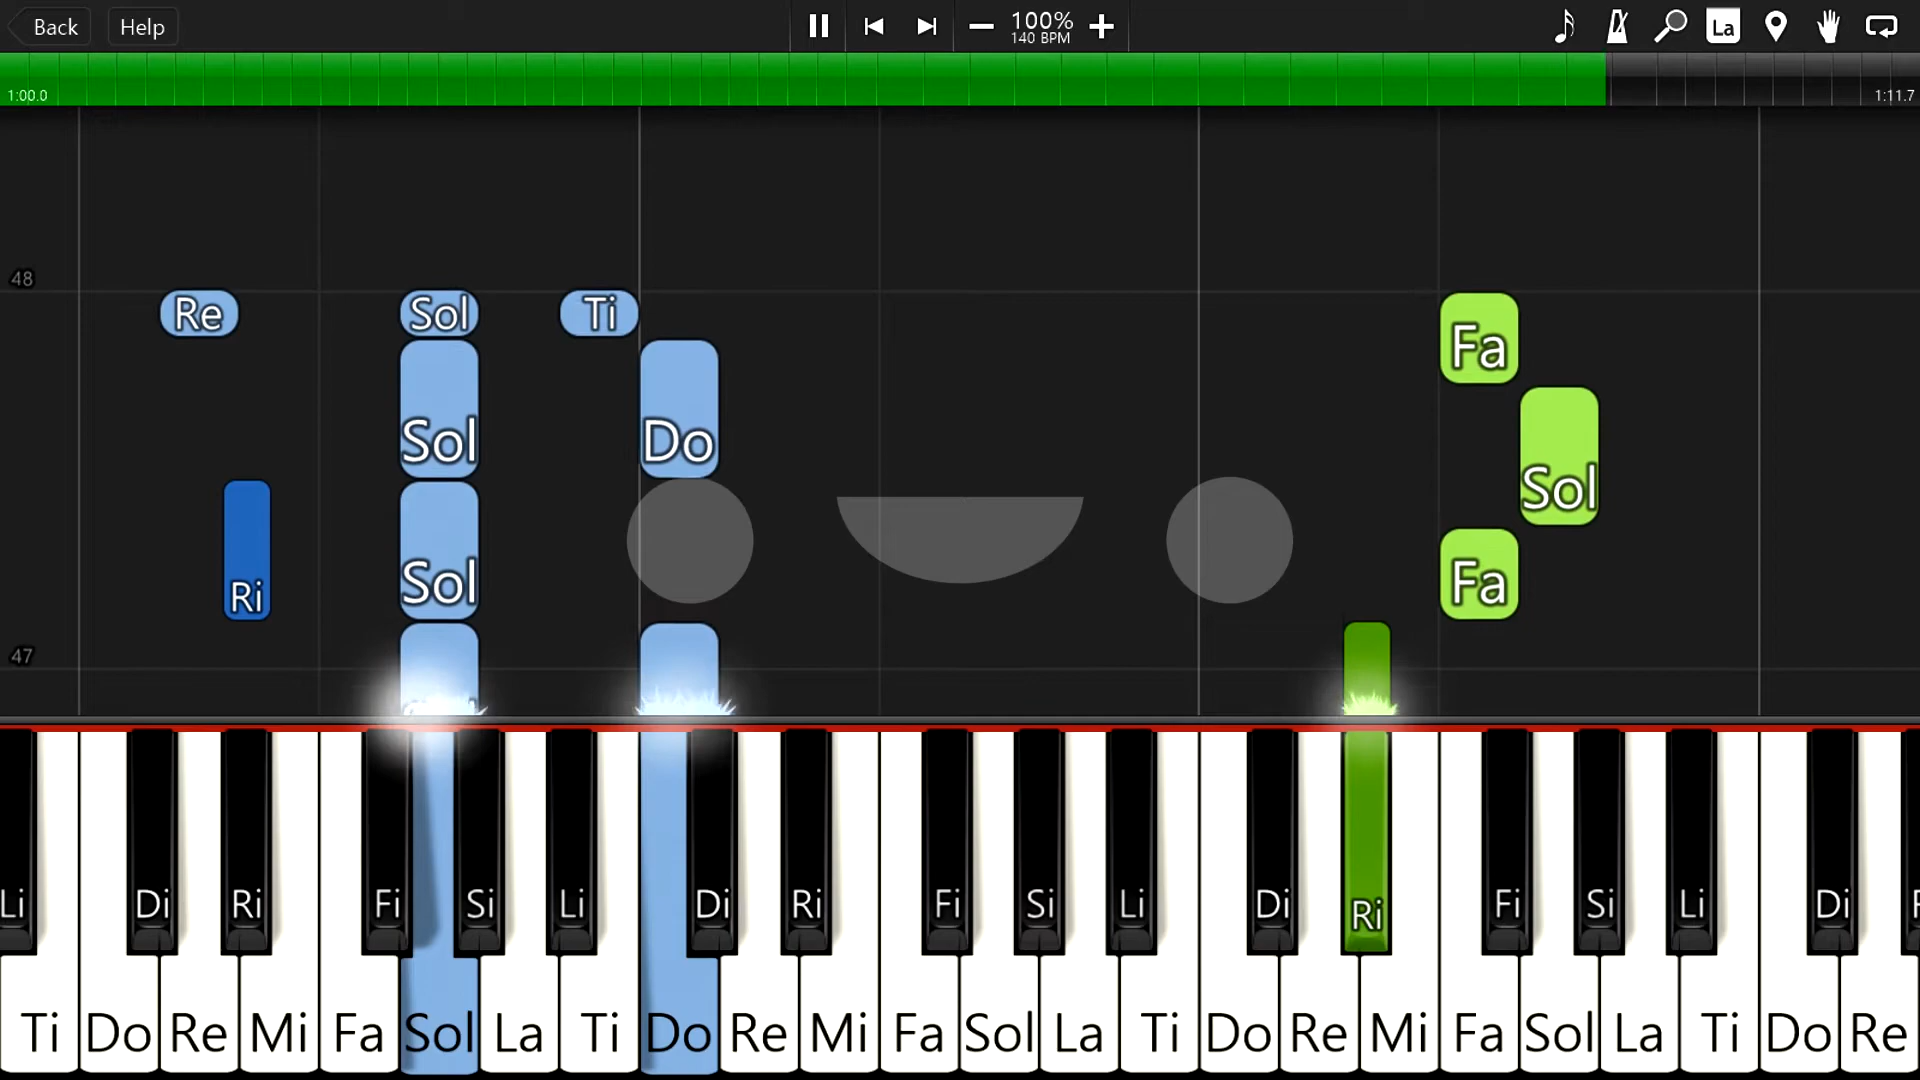 Back Help 100%
140 BPM La
1:00.0 1:11.7
48
Re Sol Ti
Fa
Sol Do
Sol
Ri Sol Fa
47
Li Di Ri Fi Si Li Di Ri Fi Si Li Di Ri Fi Si Li Di
Ti Do Re Mi Fa Sol La Ti Do Re Mi Fa Sol La Ti Do Re Mi Fa Sol La Ti Do Re